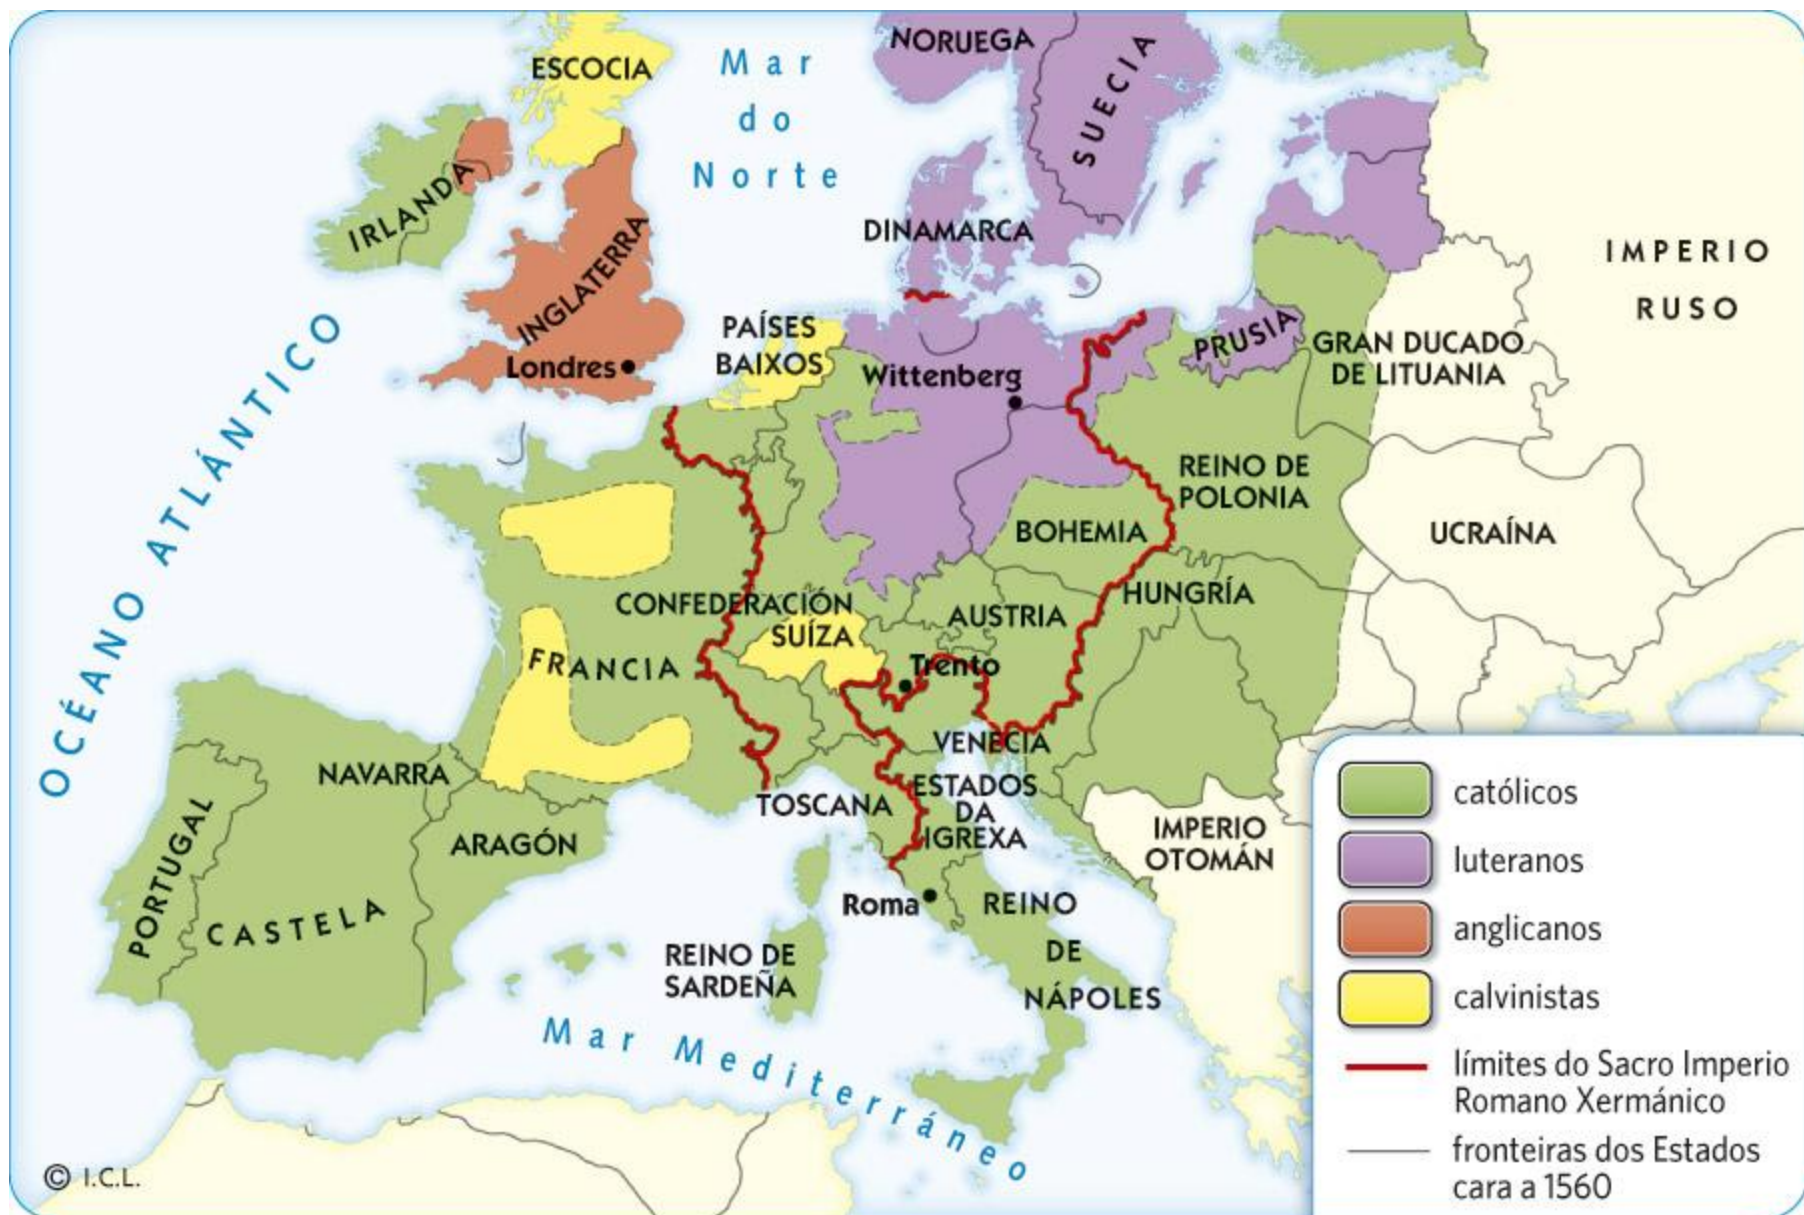 NORUEGA
SUECIA
ESCOCIA
Mar
do
Norte
IRLANDA
INGLATERRA
Londres
DINAMARCA
PAÍSES
BAIXOS
Wittenberg
PRUSIA
GRAN DUCADO
DE LITUANIA
IMPERIO
RUSO
OCÉANO ATLÁNTICO
REINO DE
POLONIA
BOHEMIA
UCRAÍNA
CONFEDERACIÓN
SUÍZA
AUSTRIA
HUNGRÍA
FRANCIA
Trento
VENECIA
NAVARRA
TOSCANA
ESTADOS
DA
IGREXA
PORTUGAL
CASTELA
ARAGÓN
IMPERIO
OTOMÁN
Roma
REINO
DE
NÁPOLES
REINO DE
SARDEÑA
Mar Mediterráneo
católicos
luteranos
anglicanos
calvinistas
límites do Sacro Imperio
Romano Xermánico
fronteiras dos Estados
cara a 1560
© I.C.L.